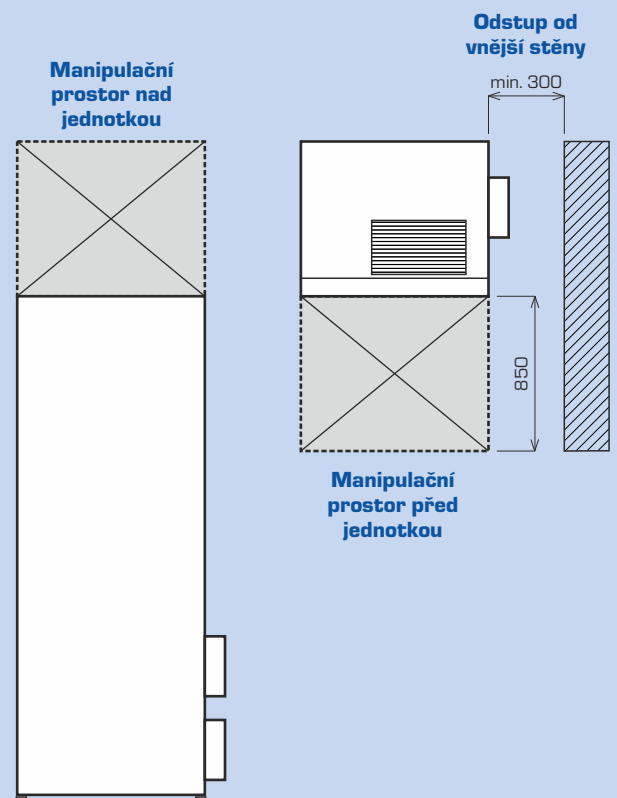 Odstup od
vnější stěny
min. 300
Manipulační
prostor nad
jednotkou
850
Manipulační
prostor před
jednotkou